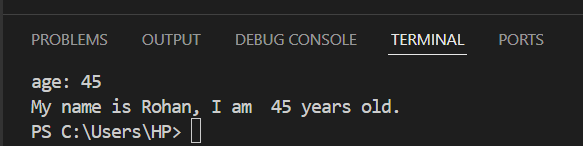 PROBLEMS OUTPUT DEBUG CONSOLE TERMINAL PORTS
age: 45
My name is Rohan, I am  45 years old.
PS C:\Users\HP>